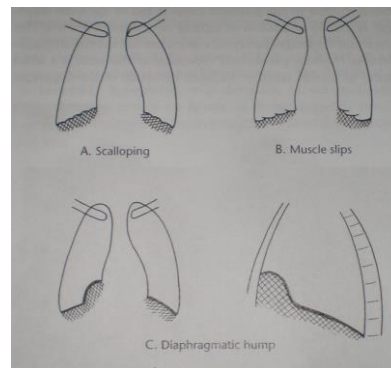 A. Scalloping
B. Muscle slips
C. Diaphragmatic hump